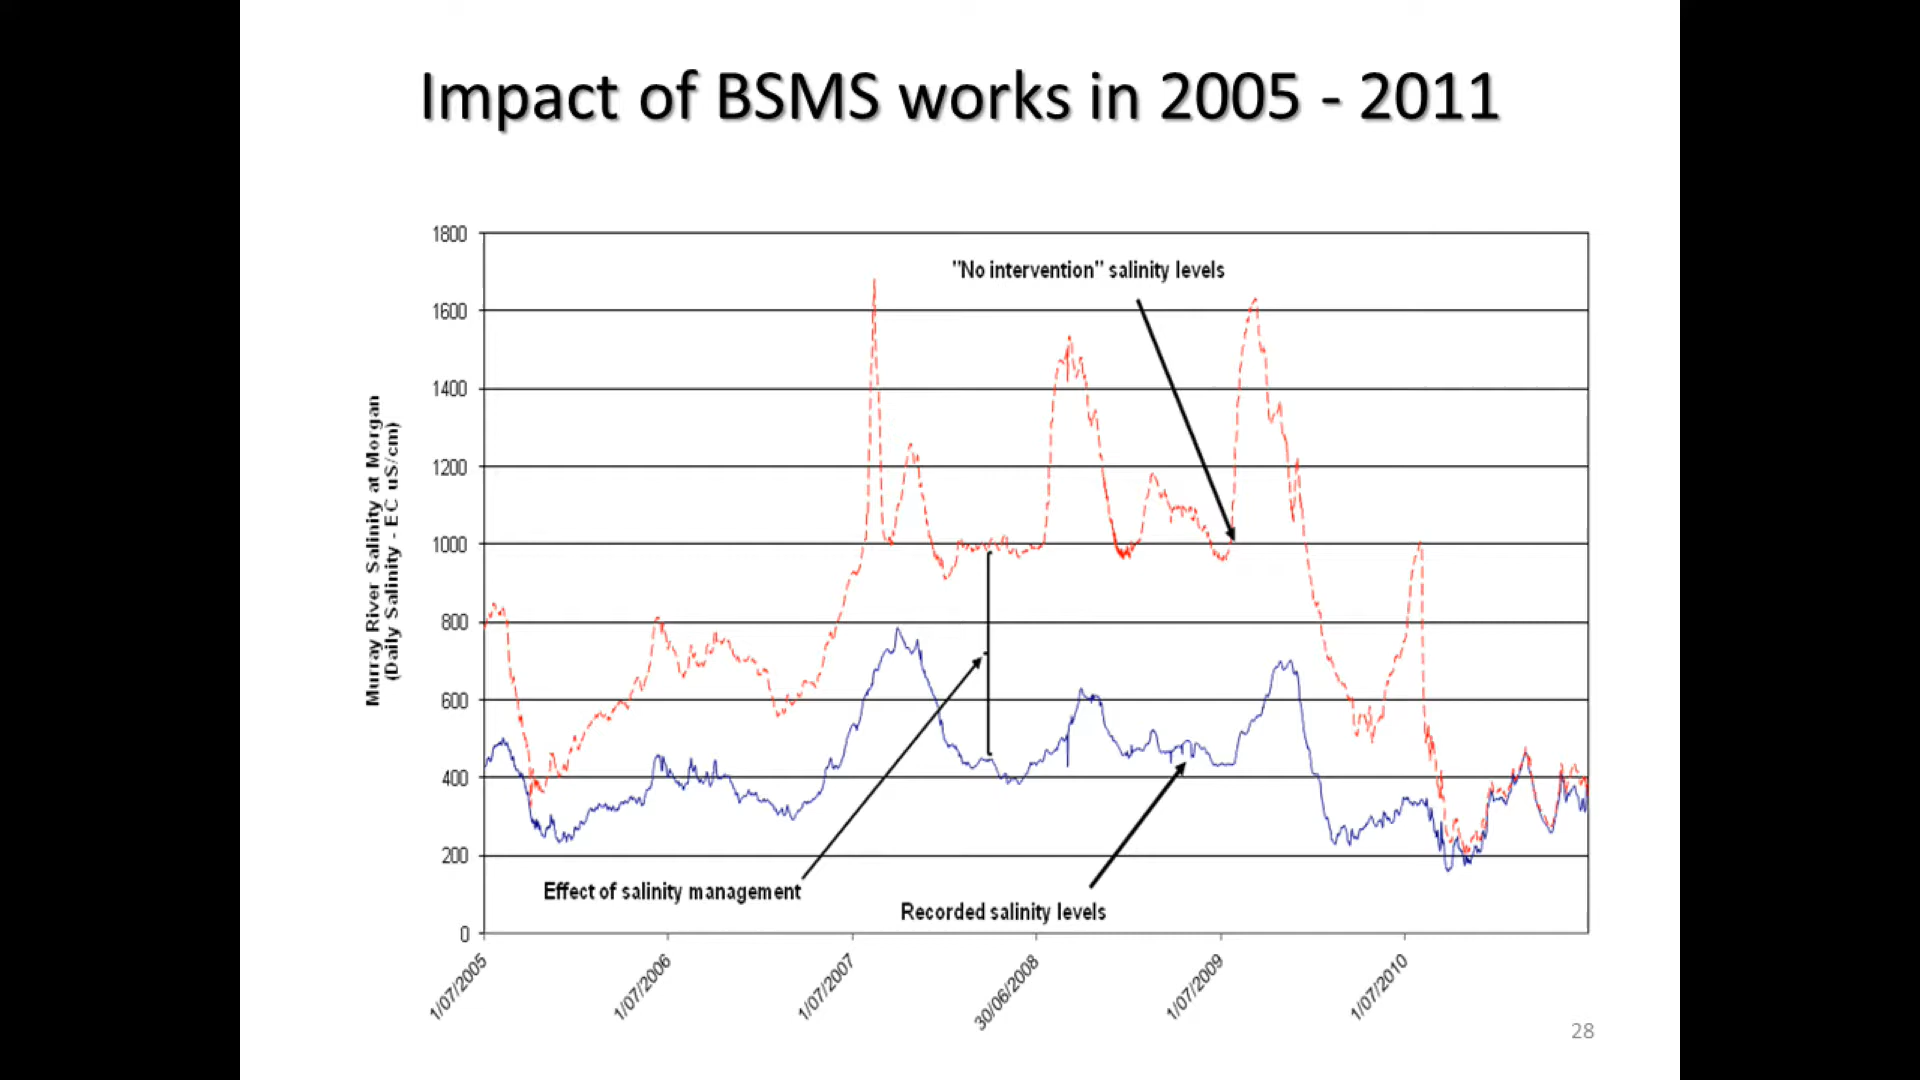 Impact of BSMS works in 2005 - 2011
Murray River Salinity at Morgan
(Daily Salinity - EC uS/cm)
1800
1600
1400
1200
1000
800
600
400
200
0
"No intervention" salinity levels
Effect of salinity management
Recorded salinity levels
1/07/2005
1/07/2006
1/07/2007
30/06/2008
1/07/2009
1/07/2010
28